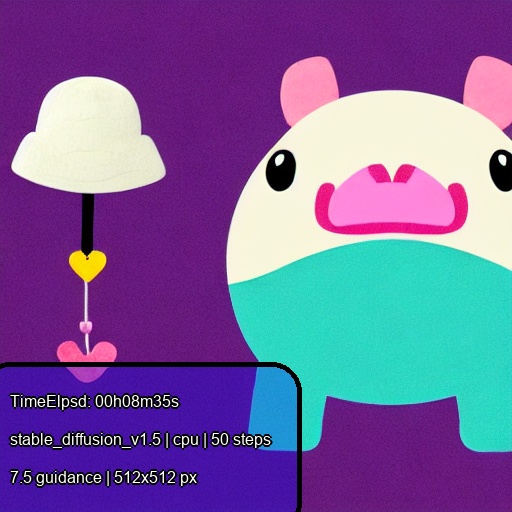 TimeElpsd: 00h08m35s
stable_diffusion_v1.5 | cpu | 50 steps
7.5 guidance | 512x512 px